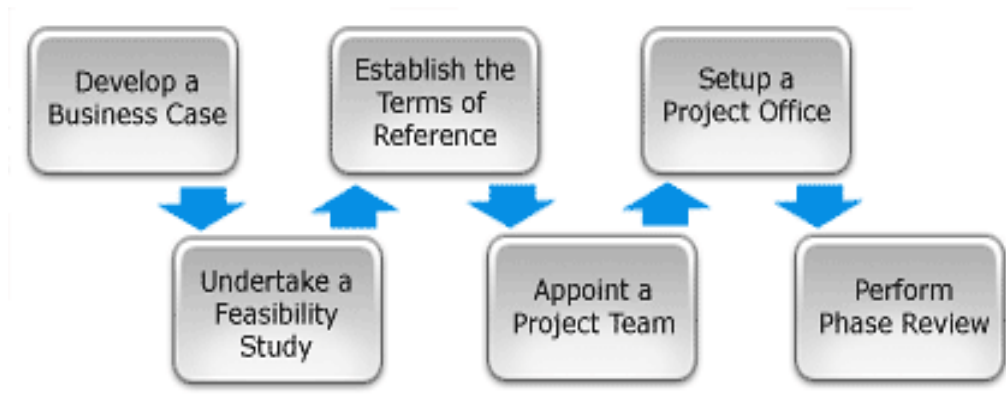 Develop a
Business Case
Undertake a
Feasibility
Study
Establish the
Terms of
Reference
Appoint a
Project Team
Setup a
Project Office
Perform
Phase Review